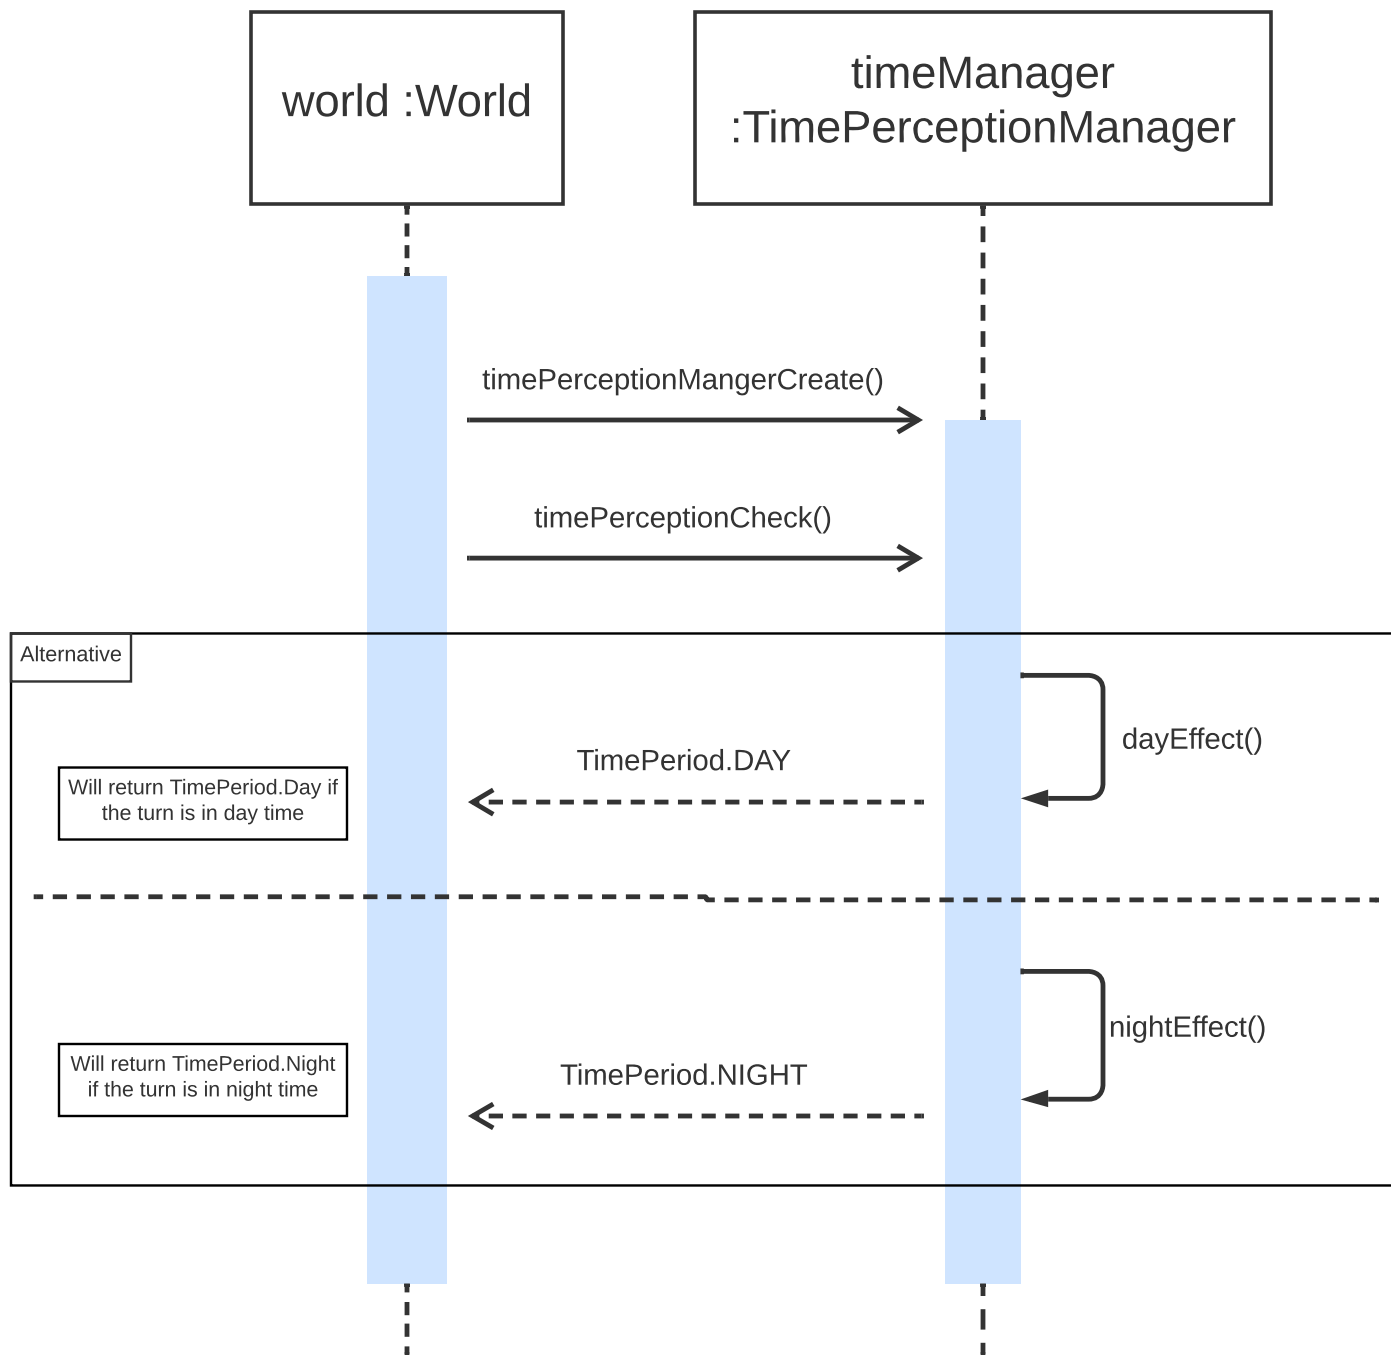 world :World
timeManager
:TimePerceptionManager
timePerceptionMangerCreate()
timePerceptionCheck()
Alternative
dayEffect()
TimePeriod.DAY
Will return TimePeriod.Day if
the turn is in day time
nightEffect()
TimePeriod.NIGHT
Will return TimePeriod.Night
if the turn is in night time